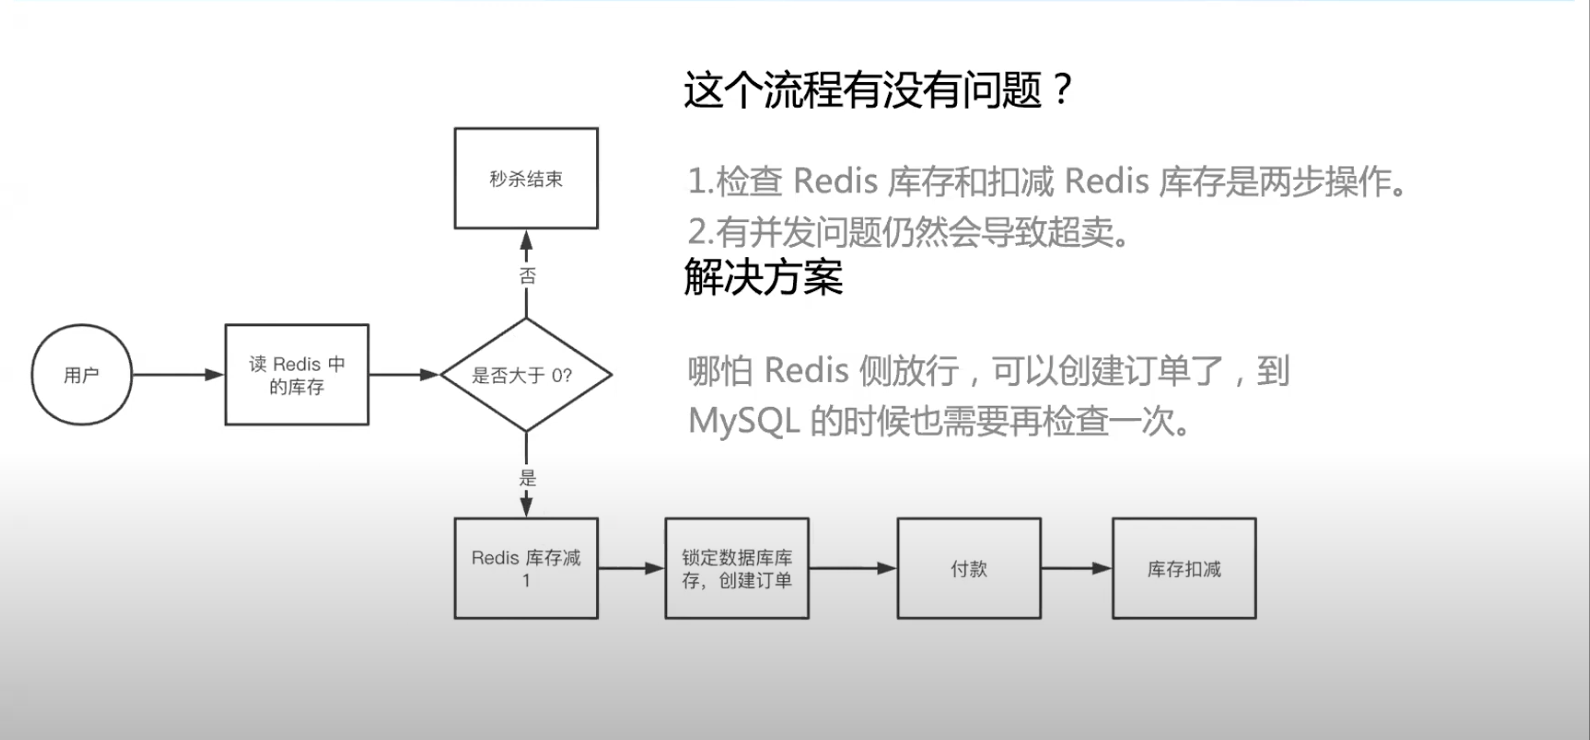 这个流程有没有问题？
1.检查 Redis 库存和扣减 Redis 库存是两步操作。
2.有并发问题仍然会导致超卖。
解决方案
哪怕 Redis 侧放行，可以创建订单了，到
MySQL 的时候也需要再检查一次。
秒杀结束
否
用户
读 Redis 中
的库存
是否大于 0?
是
Redis 库存减
1
锁定数据库库
存，创建订单
付款
库存扣减